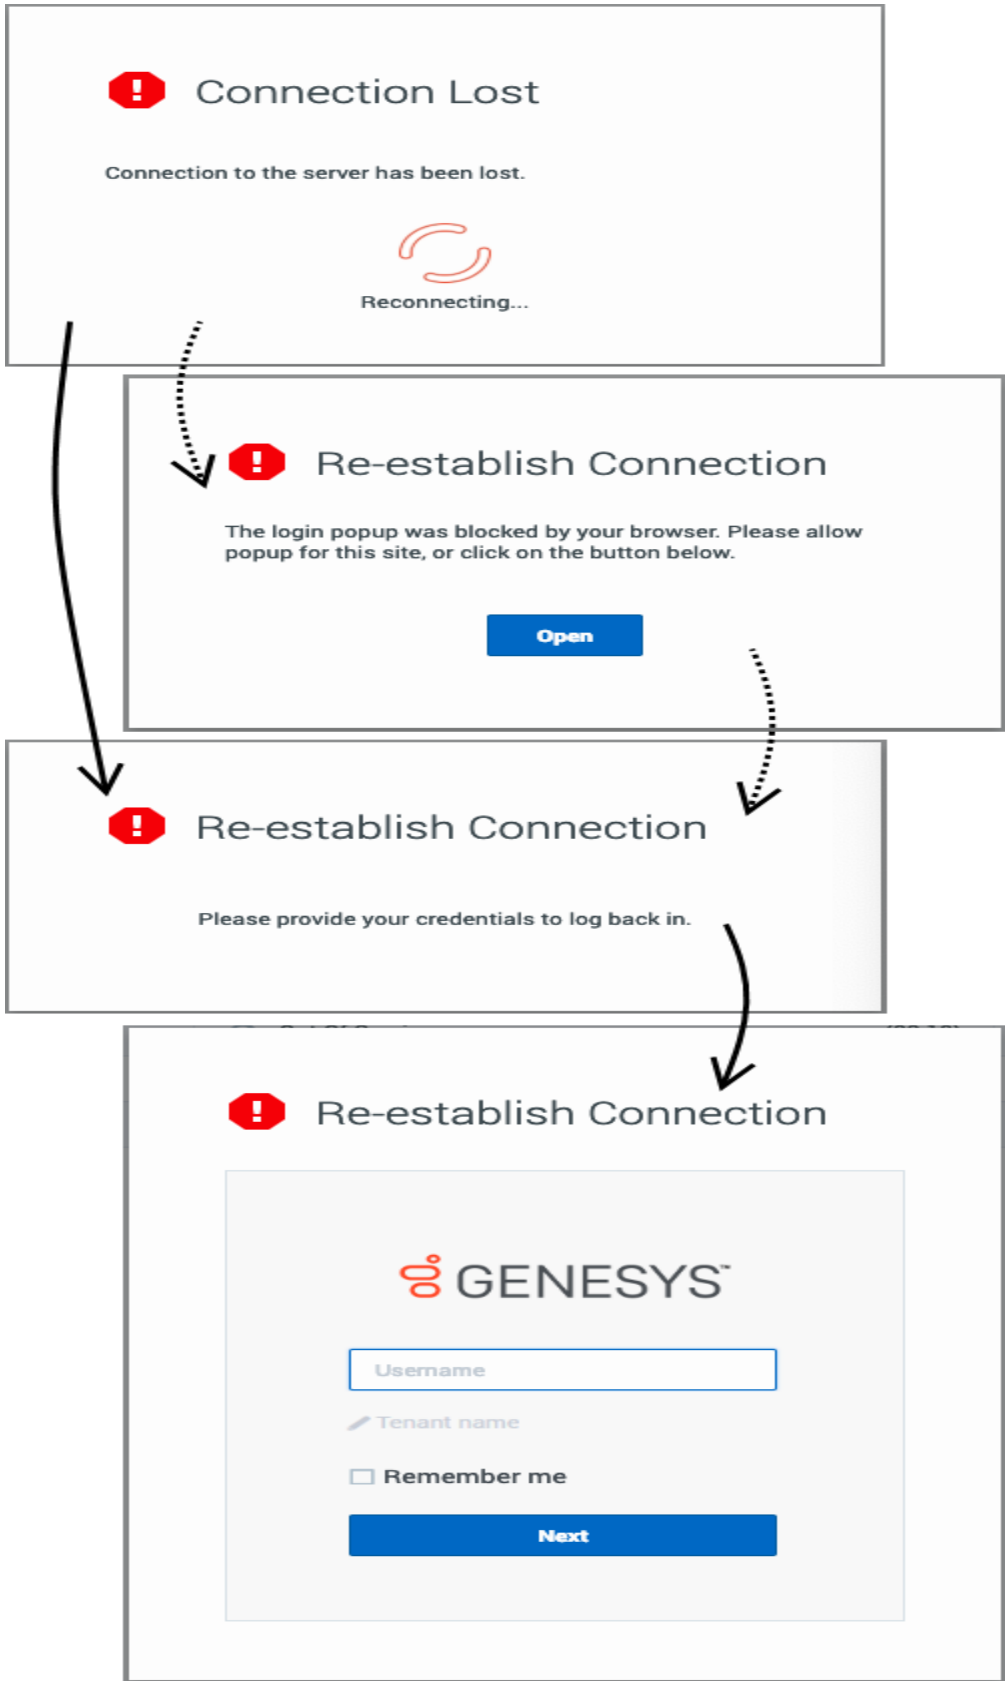 Connection Lost
Connection to the server has been lost.
Reconnecting...
Re-establish Connection
The login popup was blocked by your browser. Please allow
popup for this site, or click on the button below.
Open
Re-establish Connection
Please provide your credentials to log back in.
Re-establish Connection
GENESYS™
Username
Tenant name
Remember me
Next